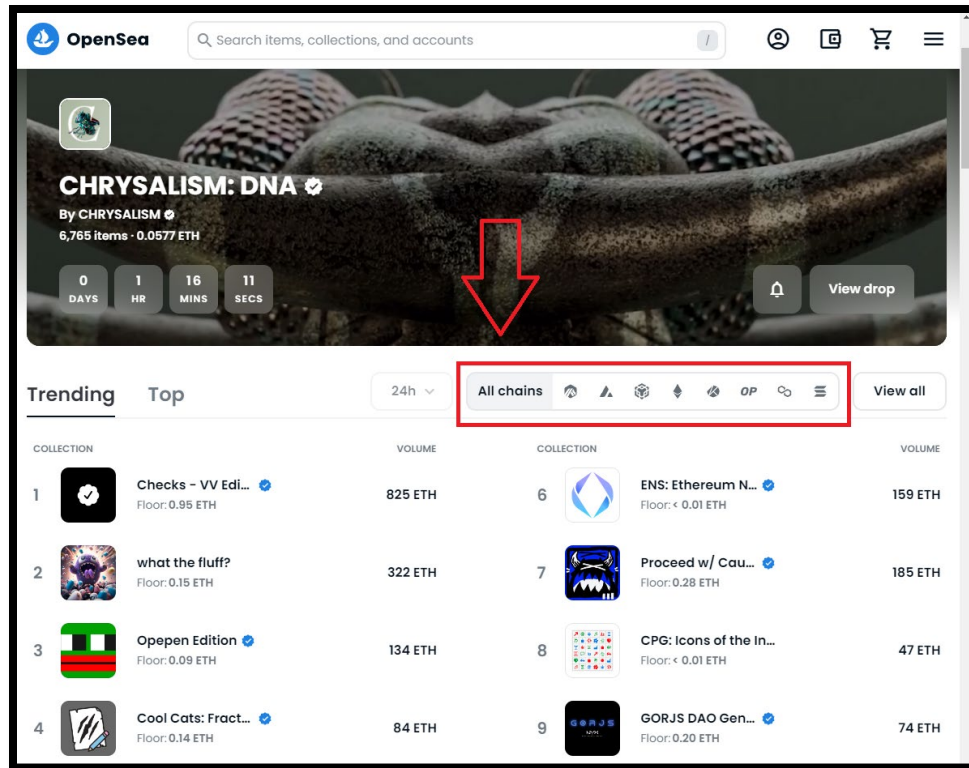 OpenSea
Search items, collections, and accounts
/
CHRYSALISM: DNA
By CHRYSALISM
6,765 items · 0.0577 ETH
0 1 16 11
DAYS HR MINS SECS
View drop
Trending Top 24h All chains OP View all
COLLECTION VOLUME COLLECTION VOLUME
1 Checks - VV Edi... 825 ETH
Floor: 0.95 ETH
6 ENS: Ethereum N... 159 ETH
Floor: < 0.01 ETH
2 what the fluff? 322 ETH
Floor: 0.15 ETH
7 Proceed w/ Cau... 185 ETH
Floor: 0.28 ETH
3 Opepen Edition 134 ETH
Floor: 0.09 ETH
8 CPG: Icons of the In... 47 ETH
Floor: < 0.01 ETH
4 Cool Cats: Fract... 84 ETH
Floor: 0.14 ETH
9 GORJS GORJS DAO Gen... 74 ETH
Floor: 0.20 ETH